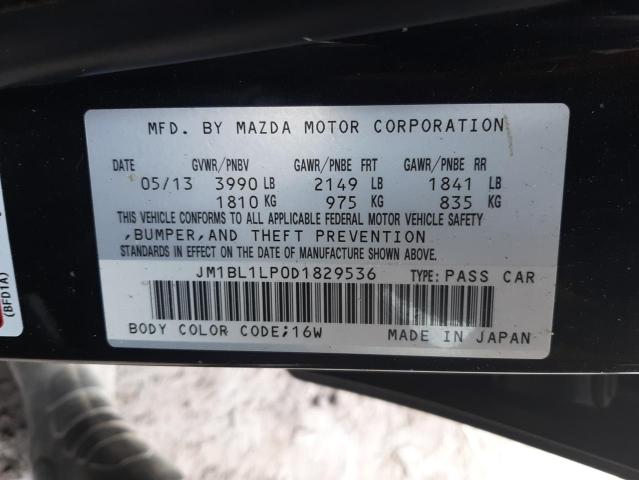 MFD. BY MAZDA MOTOR CORPORATION
DATE GVWR/PNBV GAWR/PNBE FRT GAWR/PNBE RR
05/13 3990 LB 2149 LB 1841 LB
1810 KG 975 KG 835 KG
THIS VEHICLE CONFORMS TO ALL APPLICABLE FEDERAL MOTOR VEHICLE SAFETY
,BUMPER,AND THEFT PREVENTION
STANDARDS IN EFFECT ON THE DATE OF MANUFACTURE SHOWN ABOVE.
JM1BL1LP0D1829536 TYPE: PASS CAR
BODY COLOR CODE;16W MADE IN JAPAN
(BFD1A)